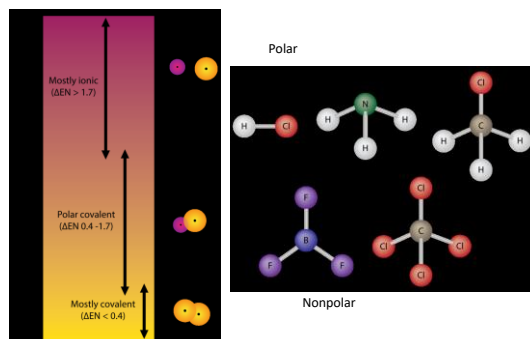 Mostly ionic
(ΔEN > 1.7)
Polar covalent
(ΔEN 0.4 -1.7)
Mostly covalent
(ΔEN < 0.4)
Polar
H Cl
N
H H
H
Cl
C
H H
H
F
B
F F
Cl
C
Cl Cl
Cl
Nonpolar